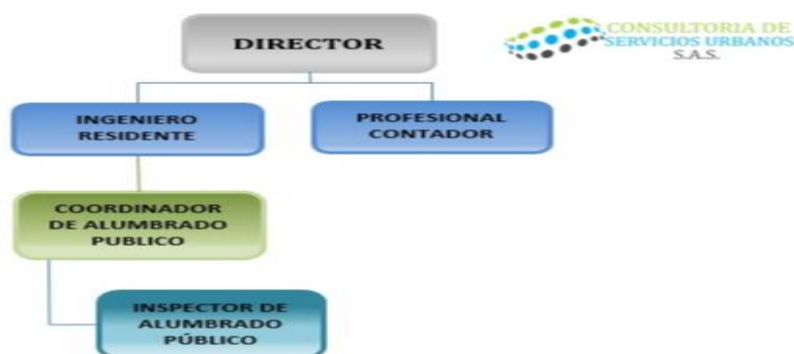 DIRECTOR
CONSULTORIA DE
SERVICIOS URBANOS
S.A.S.
INGENIERO
RESIDENTE
PROFESIONAL
CONTADOR
COORDINADOR
DE ALUMBRADO
PUBLICO
INSPECTOR DE
ALUMBRADO
PÚBLICO